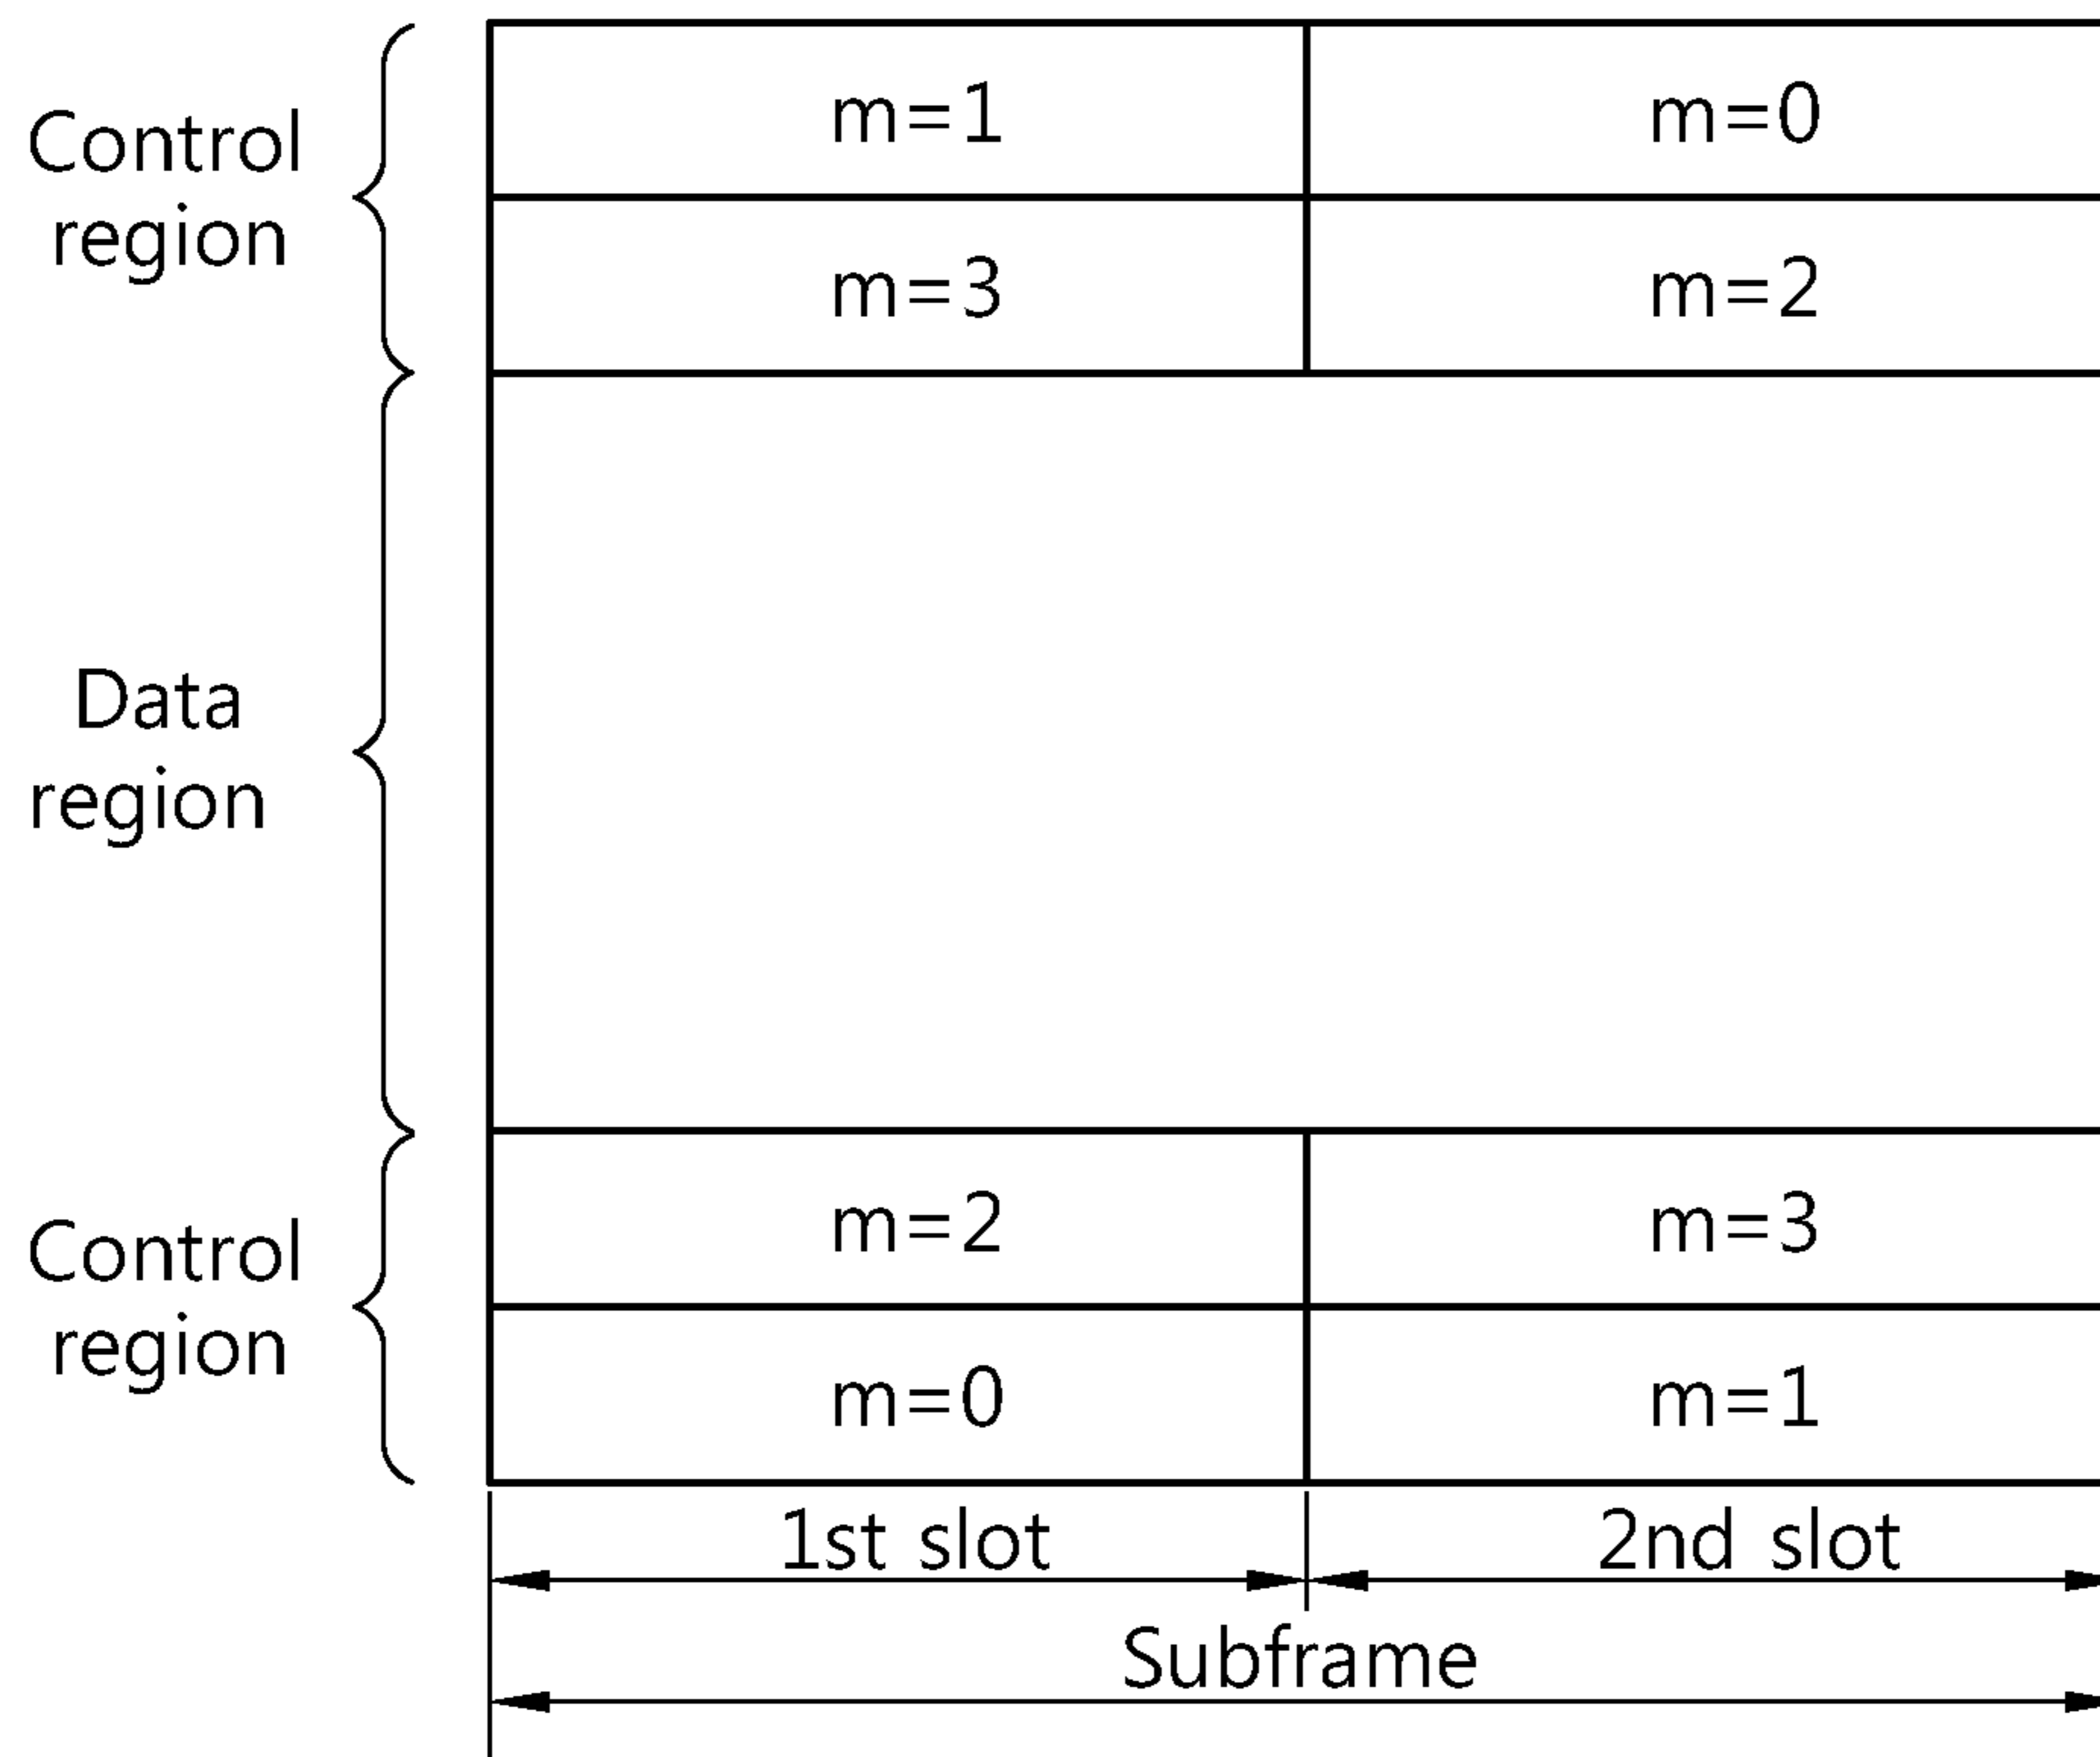 m=1 m=0
Control
region
m=3 m=2
Data
region
m=2 m=3
Control
region
m=0 m=1
1st slot 2nd slot
Subframe